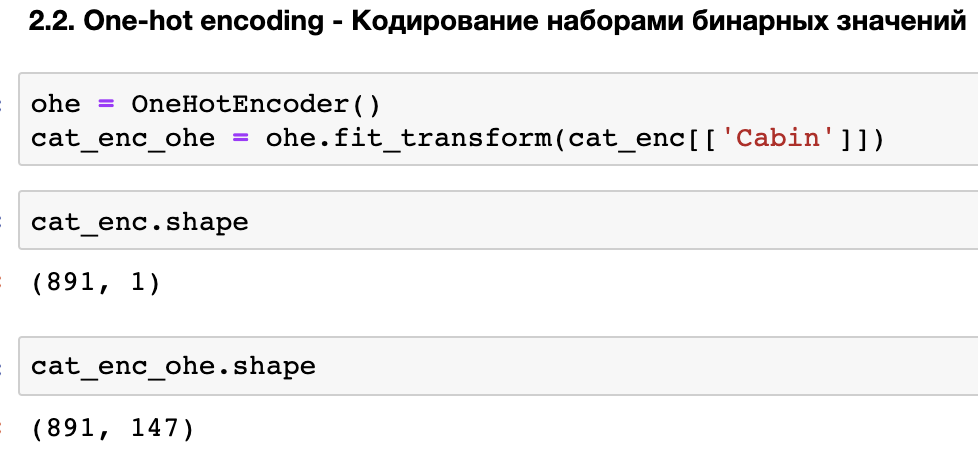 2.2. One-hot encoding - Кодирование наборами бинарных значений
ohe = OneHotEncoder()
cat_enc_ohe = ohe.fit_transform(cat_enc[['Cabin']])
cat_enc.shape
(891, 1)
cat_enc_ohe.shape
(891, 147)